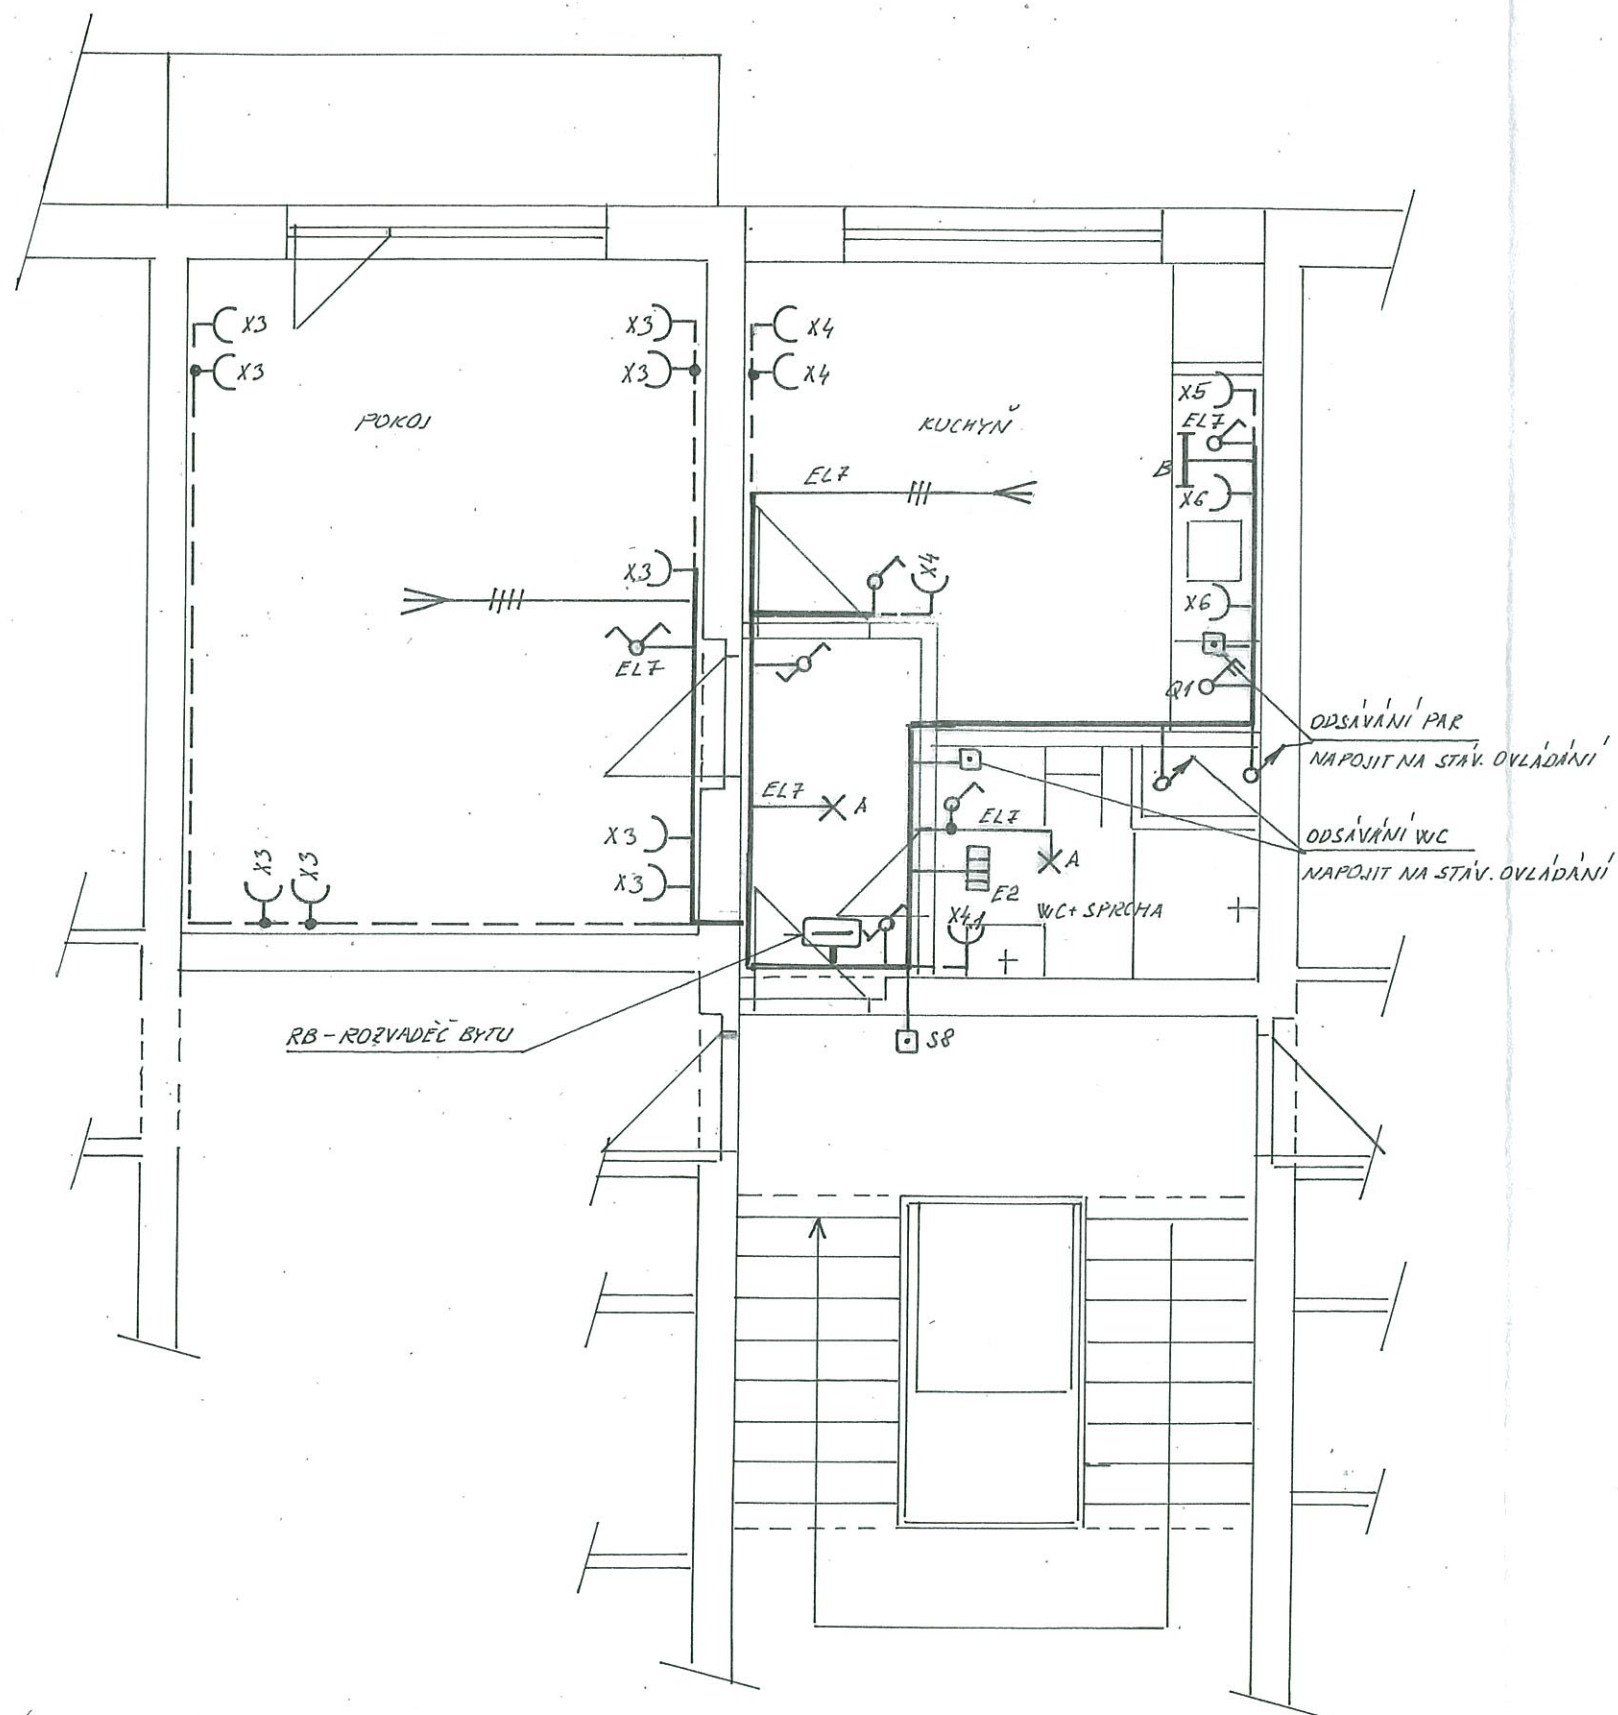 X3
X3
X4
X3
X3
X4
X5
POKOJ
KUCHYŇ
EL7
EL7
B
X6
X3
X4
X6
EL7
Q1
ODSÁVÁNÍ PAR
NAPOJIT NA STÁV. OVLÁDÁNÍ
EL7
A
EL7
X3
ODSÁVÁNÍ WC
NAPOJIT NA STÁV. OVLÁDÁNÍ
A
X3
X3
X3
E2
X4
WC+ SPRCHA
RB – ROZVADĚČ BYTU
S8